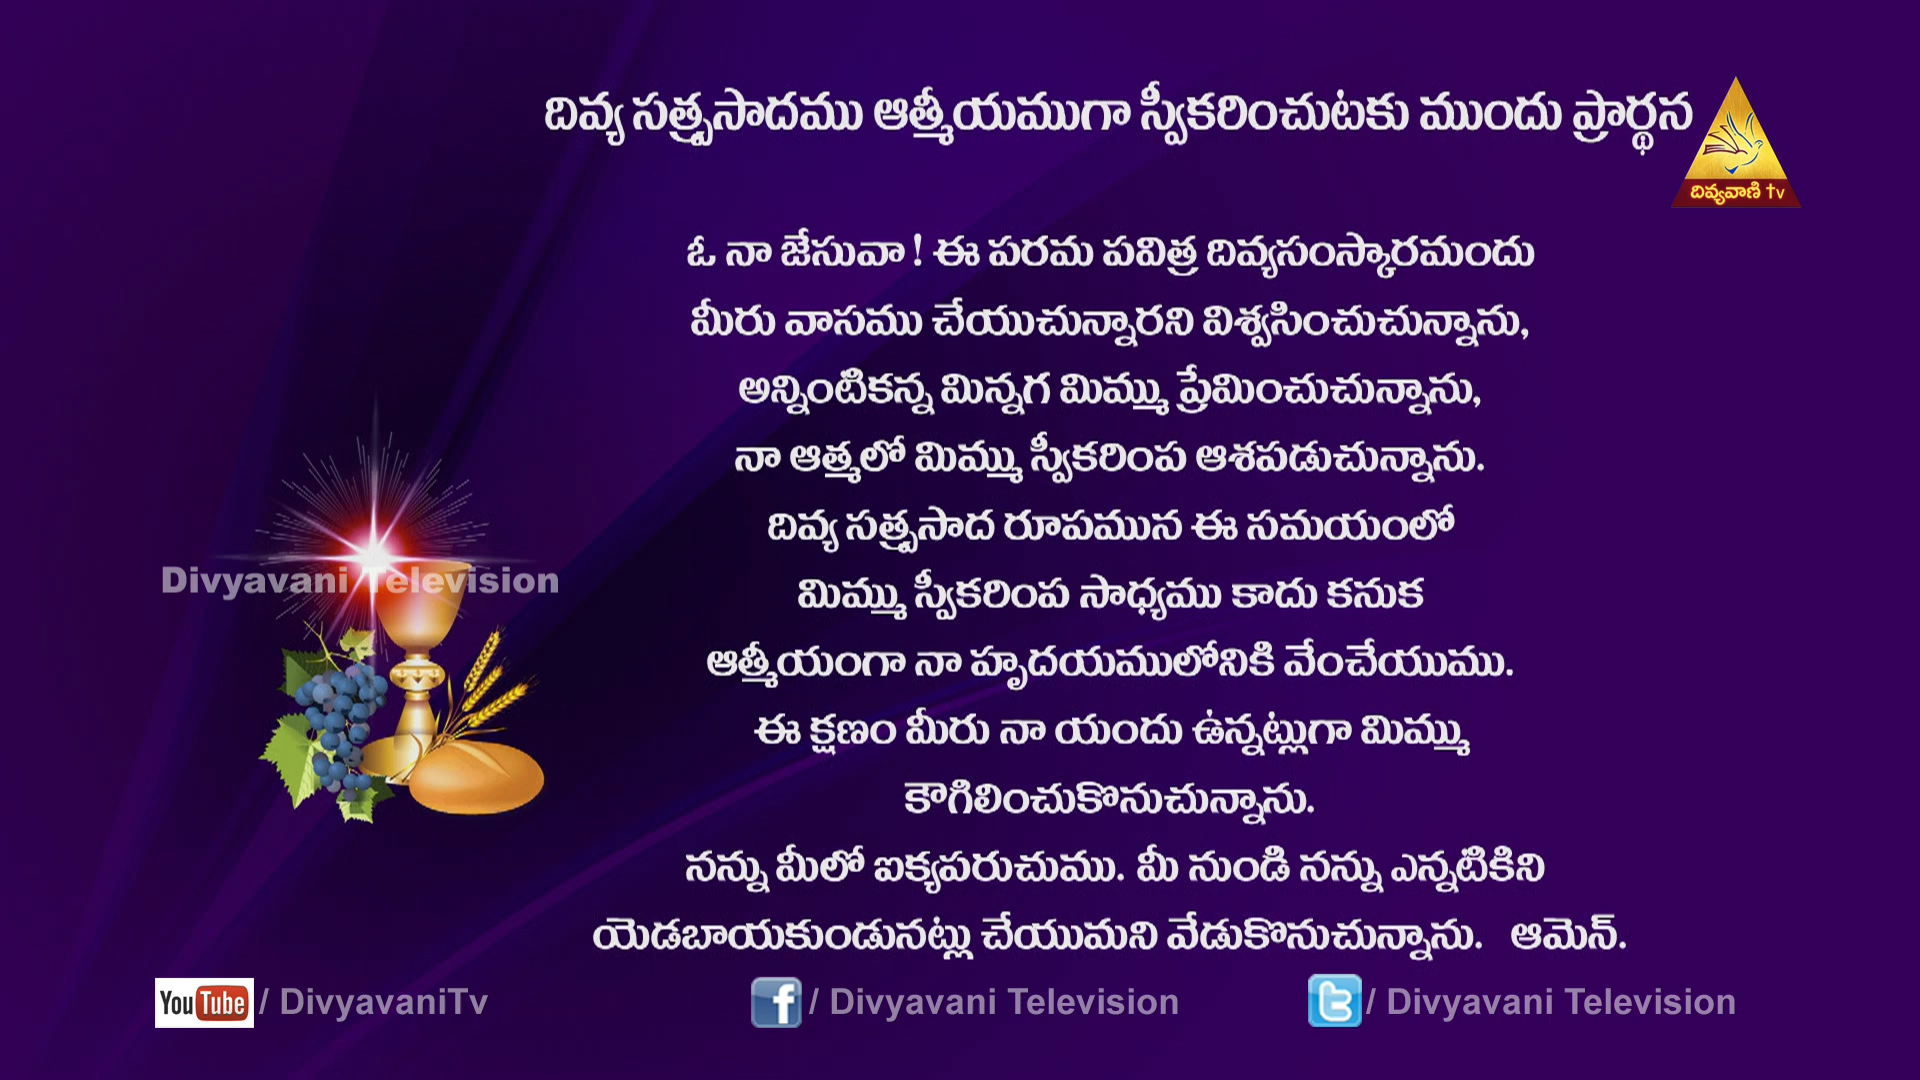 దివ్య సత్ప్రసాదము ఆత్మీయముగా స్వీకరించుటకు ముందు ప్రార్థన
దివ్యవాణి tv
ఓ నా జేసువా ! ఈ పరమ పవిత్ర దివ్యసంస్కారమందు
మీరు వాసము చేయుచున్నారని విశ్వసించుచున్నాను,
అన్నింటికన్న మిన్నగ మిమ్ము ప్రేమించుచున్నాను,
నా ఆత్మలో మిమ్ము స్వీకరింప ఆశపడుచున్నాను.
దివ్య సత్ప్రసాద రూపమున ఈ సమయంలో
మిమ్ము స్వీకరింప సాధ్యము కాదు కనుక
ఆత్మీయంగా నా హృదయములోనికి వేంచేయుము.
ఈ క్షణం మీరు నా యందు ఉన్నట్లుగా మిమ్ము
కౌగిలించుకొనుచున్నాను.
నన్ను మీలో ఐక్యపరుచుము. మీ నుండి నన్ను ఎన్నటికిని
యెడబాయకుండునట్లు చేయుమని వేడుకొనుచున్నాను. ఆమెన్.
Divyavani Television
YouTube / DivyavaniTv
f / Divyavani Television
t / Divyavani Television